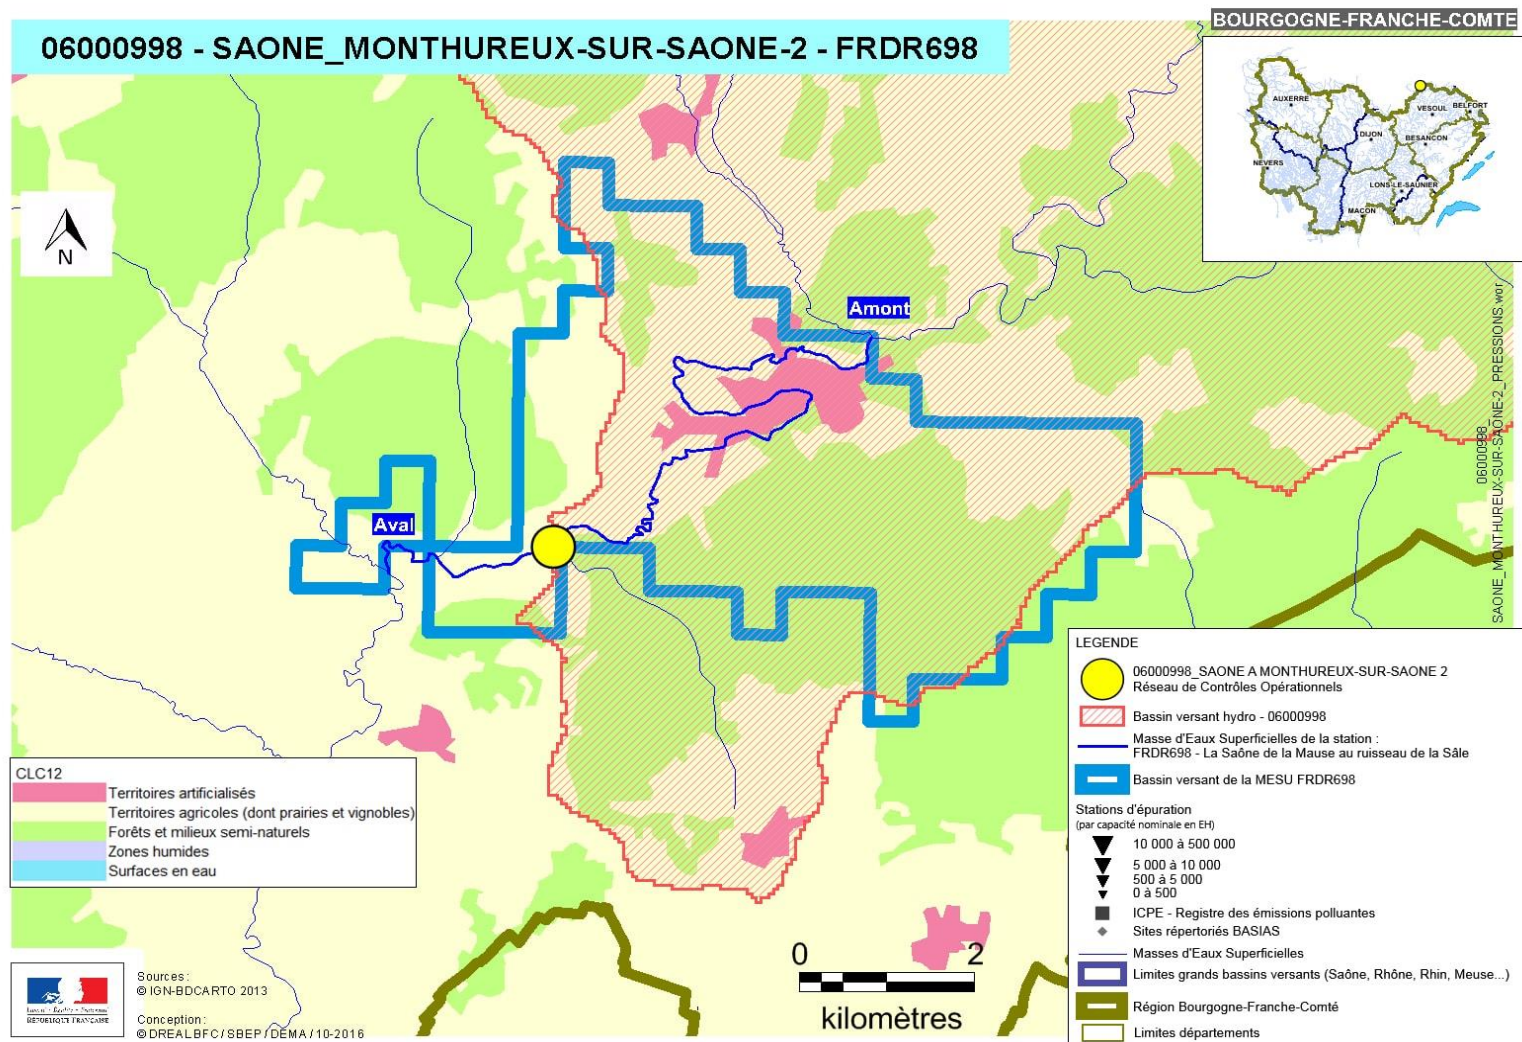 BOURGOGNE-FRANCHE-COMTE
06000998 - SAONE_MONTHUREUX-SUR-SAONE-2 - FRDR698
AUXERRE
VESOUL
BELFORT
DIJON
BESANCON
NEVERS
LONS-LE-SAUNIER
MACON
N
Amont
Aval
06000998_
SAONE_MONTHUREUX-SUR-SAONE-2_PRESSIONS.wor
LEGENDE
06000998_SAONE A MONTHUREUX-SUR-SAONE 2
Réseau de Contrôles Opérationnels
Bassin versant hydro - 06000998
Masse d'Eaux Superficielles de la station :
FRDR698 - La Saône de la Mause au ruisseau de la Sâle
Bassin versant de la MESU FRDR698
Stations d'épuration
(par capacité nominale en EH)
10 000 à 500 000
5 000 à 10 000
500 à 5 000
0 à 500
ICPE - Registre des émissions polluantes
Sites répertoriés BASIAS
Masses d'Eaux Superficielles
Limites grands bassins versants (Saône, Rhône, Rhin, Meuse...)
Région Bourgogne-Franche-Comté
Limites départements
CLC12
Territoires artificialisés
Territoires agricoles (dont prairies et vignobles)
Forêts et milieux semi-naturels
Zones humides
Surfaces en eau
0 2
kilomètres
Liberté • Égalité • Fraternité
RÉPUBLIQUE FRANÇAISE
Sources :
© IGN-BDCARTO 2013
Conception :
© DREALBFC / SBEP / DEMA / 10-2016